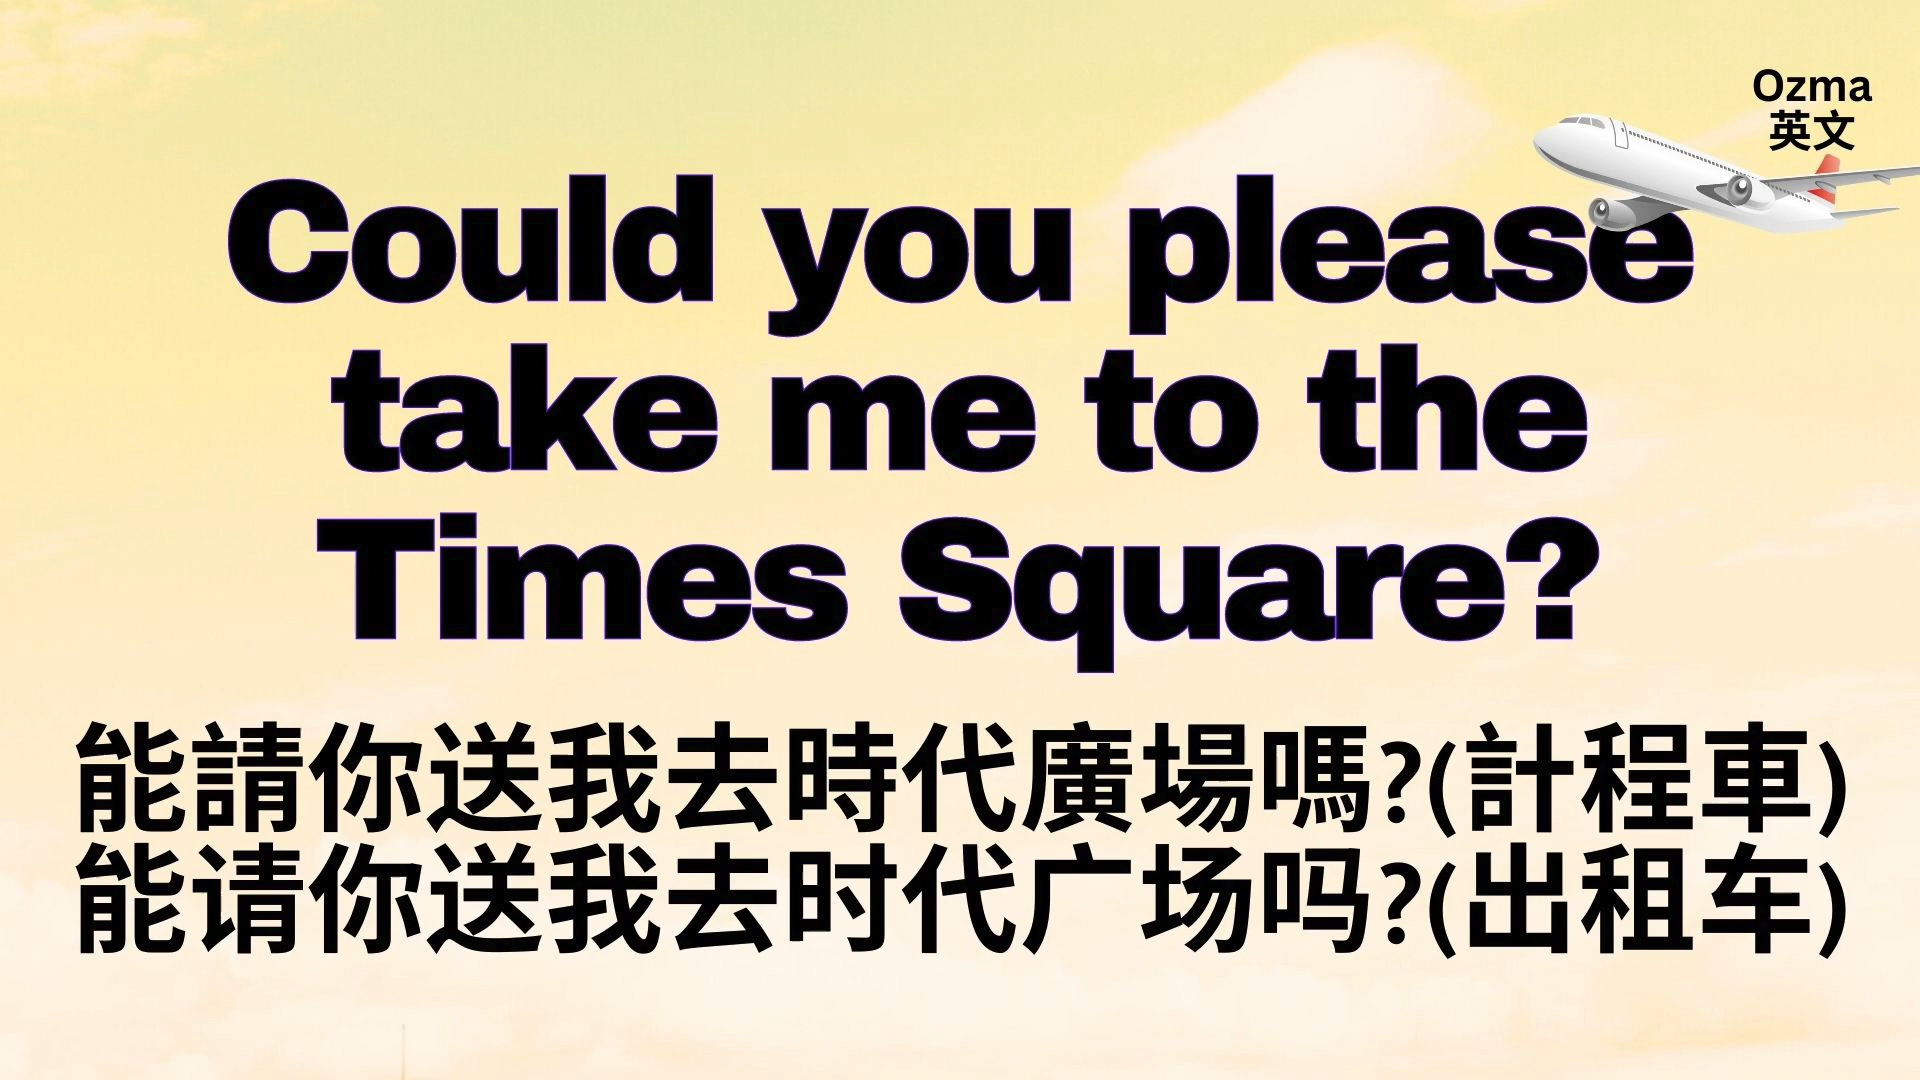 Ozma
英文
Could you please
take me to the
Times Square?
能請你送我去時代廣場嗎?(計程車)
能请你送我去时代广场吗?(出租车)